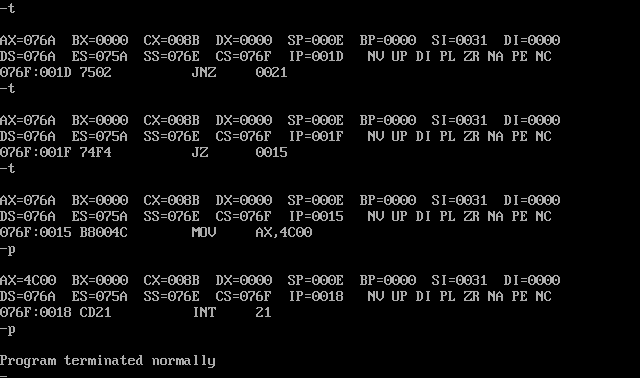 -t
AX=076A  BX=0000  CX=008B  DX=0000  SP=000E  BP=0000  SI=0031  DI=0000
DS=076A  ES=075A  SS=076E  CS=076F  IP=001D   NV UP DI PL ZR NA PE NC
076F:001D 7502          JNZ     0021
-t
AX=076A  BX=0000  CX=008B  DX=0000  SP=000E  BP=0000  SI=0031  DI=0000
DS=076A  ES=075A  SS=076E  CS=076F  IP=001F   NV UP DI PL ZR NA PE NC
076F:001F 74F4          JZ      0015
-t
AX=076A  BX=0000  CX=008B  DX=0000  SP=000E  BP=0000  SI=0031  DI=0000
DS=076A  ES=075A  SS=076E  CS=076F  IP=0015   NV UP DI PL ZR NA PE NC
076F:0015 B8004C        MOV     AX,4C00
-p
AX=4C00  BX=0000  CX=008B  DX=0000  SP=000E  BP=0000  SI=0031  DI=0000
DS=076A  ES=075A  SS=076E  CS=076F  IP=0018   NV UP DI PL ZR NA PE NC
076F:0018 CD21          INT     21
-p
Program terminated normally
-